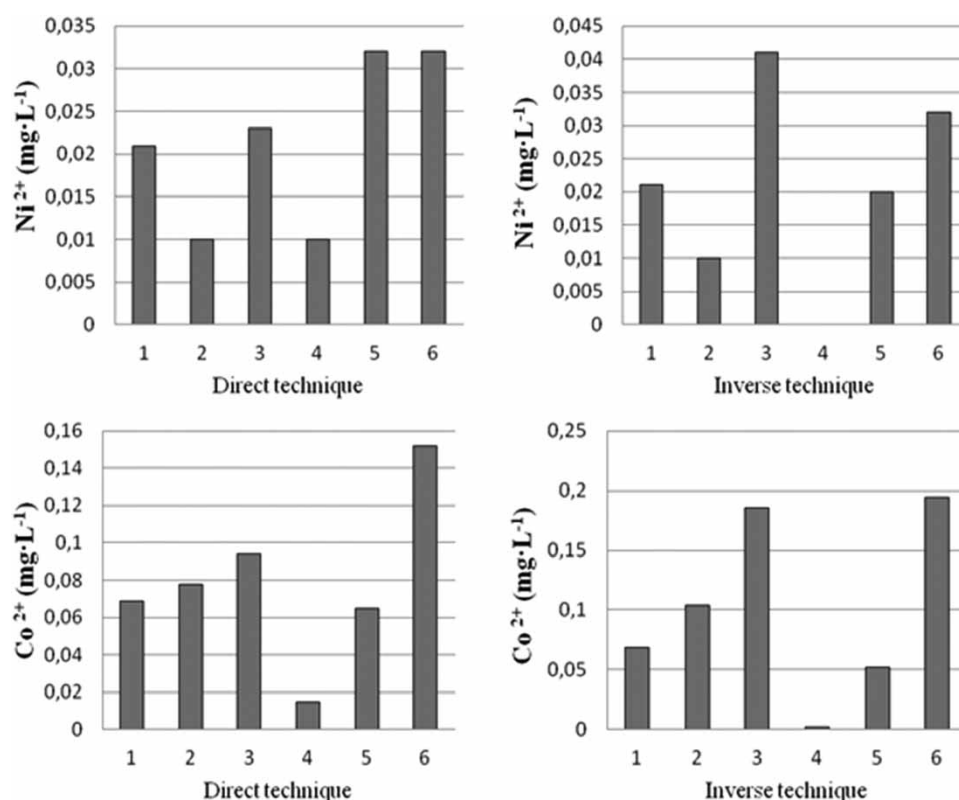 Ni 2+ (mg·L-1)
0,035
0,03
0,025
0,02
0,015
0,01
0,005
0
1 2 3 4 5 6
Direct technique
Ni 2+ (mg·L-1)
0,045
0,04
0,035
0,03
0,025
0,02
0,015
0,01
0,005
0
1 2 3 4 5 6
Inverse technique
Co 2+ (mg·L-1)
0,16
0,14
0,12
0,1
0,08
0,06
0,04
0,02
0
1 2 3 4 5 6
Direct technique
Co 2+ (mg·L-1)
0,25
0,2
0,15
0,1
0,05
0
1 2 3 4 5 6
Inverse technique